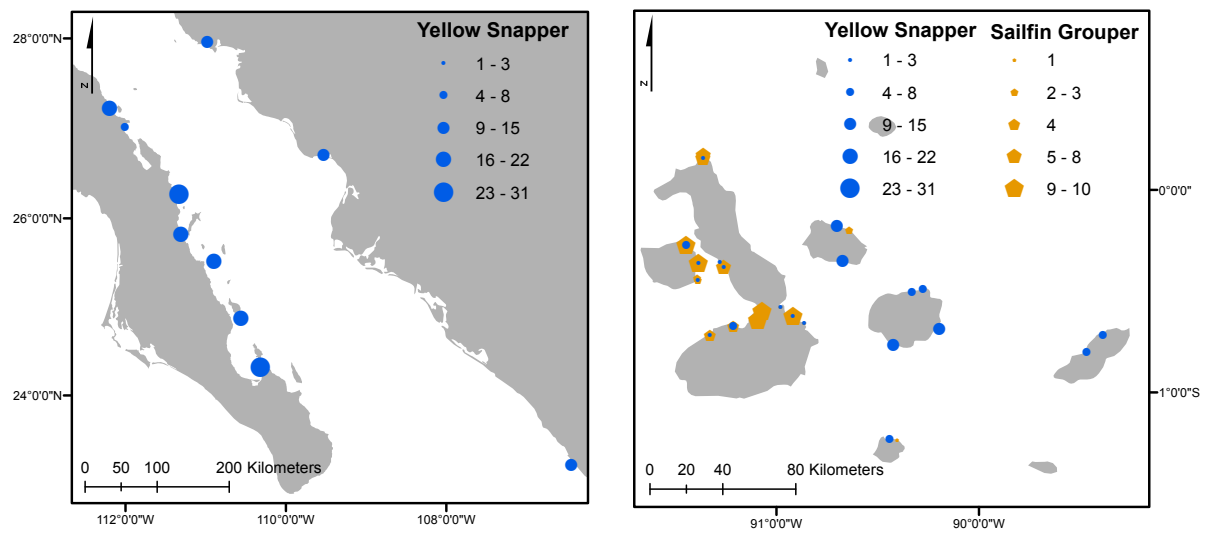 Yellow Snapper
1 - 3
4 - 8
9 - 15
16 - 22
23 - 31
z
28°0'0"N
26°0'0"N
24°0'0"N
0 50 100 200 Kilometers
112°0'0"W 110°0'0"W 108°0'0"W
Yellow Snapper Sailfin Grouper
1 - 3 1
4 - 8 2 - 3
9 - 15 4
16 - 22 5 - 8
23 - 31 9 - 10
z
0°0'0"
1°0'0"S
0 20 40 80 Kilometers
91°0'0"W 90°0'0"W